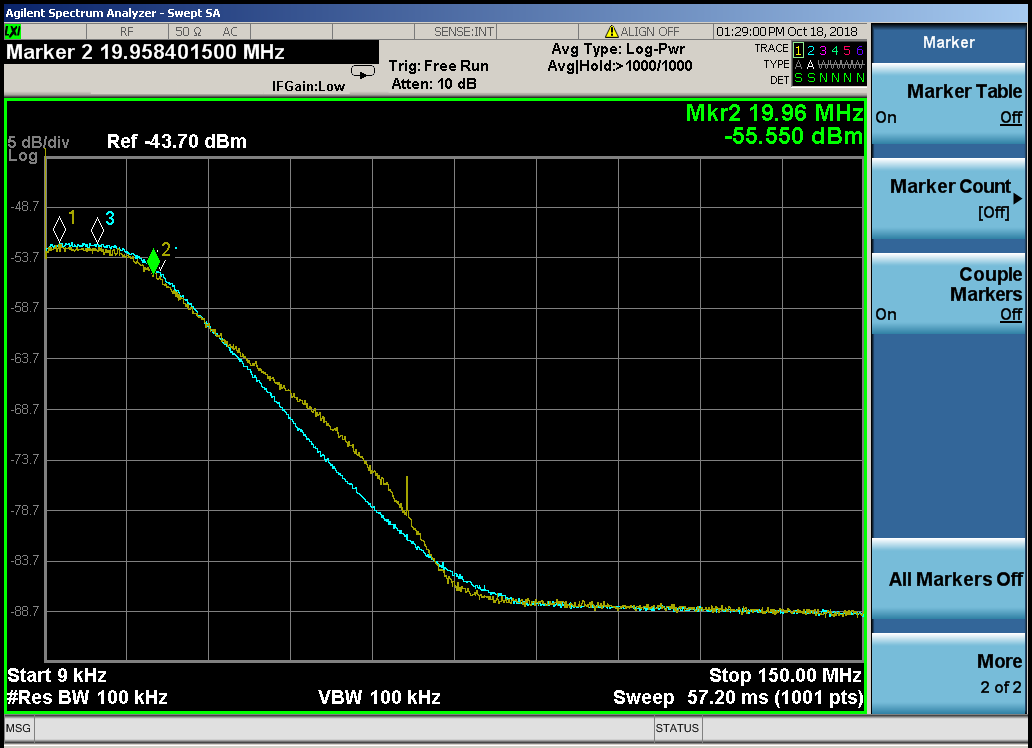 Agilent Spectrum Analyzer - Swept SA
LXI RF 50 Ω AC SENSE:INT ALIGN OFF 01:29:00 PM Oct 18, 2018
Marker 2 19.958401500 MHz
IFGain:Low
Trig: Free Run
Atten: 10 dB
Avg Type: Log-Pwr
Avg|Hold:>1000/1000
TRACE 1 2 3 4 5 6
TYPE A A W W W W
DET S S N N N N
Mkr2 19.96 MHz
-55.550 dBm
5 dB/div
Log
Ref -43.70 dBm
-48.7
-53.7
-58.7
-63.7
-68.7
-73.7
-78.7
-83.7
-88.7
1
3
2
Start 9 kHz
Stop 150.00 MHz
#Res BW 100 kHz
VBW 100 kHz
Sweep 57.20 ms (1001 pts)
MSG
STATUS
Marker
Marker Table
On Off
Marker Count
[Off]
Couple
Markers
On Off
All Markers Off
More
2 of 2